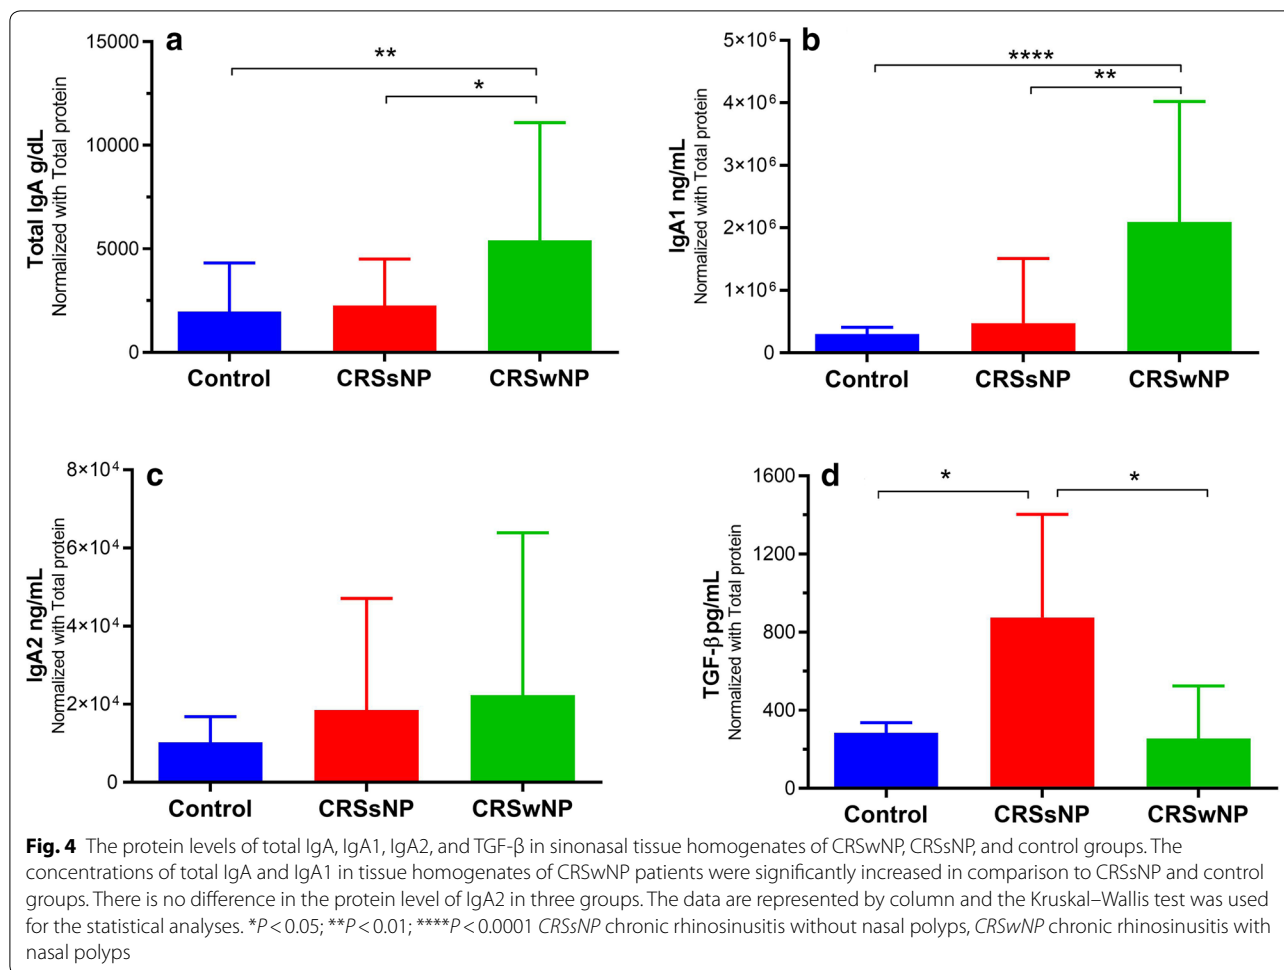 a
15000
10000
5000
0
Total IgA g/dL
Normalized with Total protein
**
*
Control CRSsNP CRSwNP
b
5×10⁶
4×10⁶
3×10⁶
2×10⁶
1×10⁶
0
IgA1 ng/mL
Normalized with Total protein
****
**
Control CRSsNP CRSwNP
c
8×10⁴
6×10⁴
4×10⁴
2×10⁴
0
IgA2 ng/mL
Normalized with Total protein
Control CRSsNP CRSwNP
d
1600
1200
800
400
0
TGF-β pg/mL
Normalized with Total protein
* *
Control CRSsNP CRSwNP
Fig. 4 The protein levels of total IgA, IgA1, IgA2, and TGF-β in sinonasal tissue homogenates of CRSwNP, CRSsNP, and control groups. The
concentrations of total IgA and IgA1 in tissue homogenates of CRSwNP patients were significantly increased in comparison to CRSsNP and control
groups. There is no difference in the protein level of IgA2 in three groups. The data are represented by column and the Kruskal–Wallis test was used
for the statistical analyses. *P < 0.05; **P < 0.01; ****P < 0.0001 CRSsNP chronic rhinosinusitis without nasal polyps, CRSwNP chronic rhinosinusitis with
nasal polyps